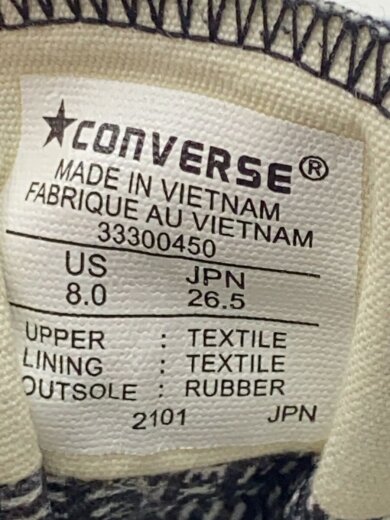 ★CONVERSE®
MADE IN VIETNAM
FABRIQUE AU VIETNAM
33300450
US JPN
8.0 26.5
UPPER : TEXTILE
LINING : TEXTILE
OUTSOLE : RUBBER
2101 JPN